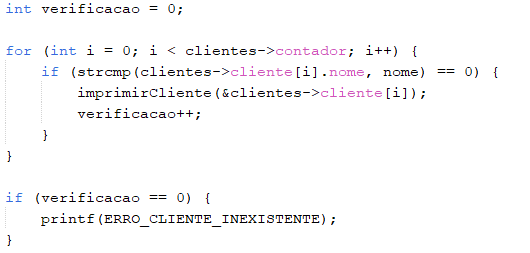 int verificacao = 0;
for (int i = 0; i < clientes->contador; i++) {
if (strcmp(clientes->cliente[i].nome, nome) == 0) {
imprimirCliente(&clientes->cliente[i]);
verificacao++;
}
}
if (verificacao == 0) {
printf(ERRO_CLIENTE_INEXISTENTE);
}